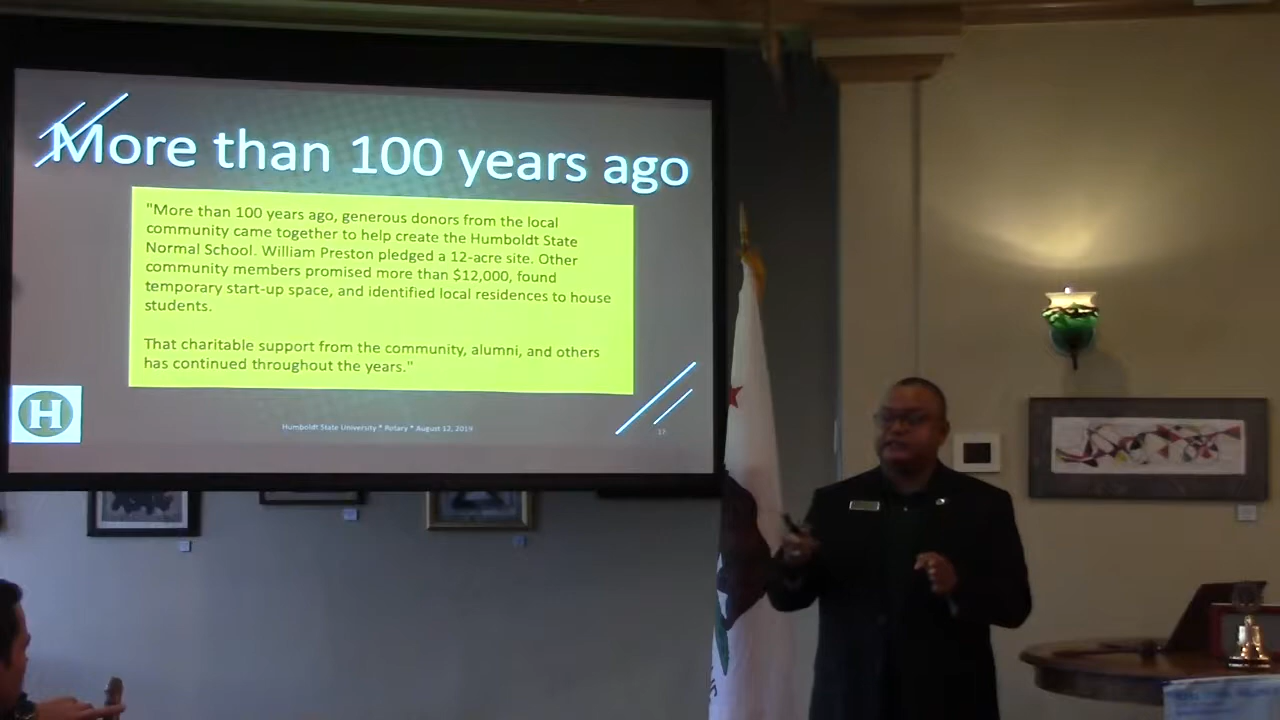 More than 100 years ago
"More than 100 years ago, generous donors from the local
community came together to help create the Humboldt State
Normal School. William Preston pledged a 12-acre site. Other
community members promised more than $12,000, found
temporary start-up space, and identified local residences to house
students.
That charitable support from the community, alumni, and others
has continued throughout the years."
H
Humboldt State University * Rotary * August 12, 2019
17